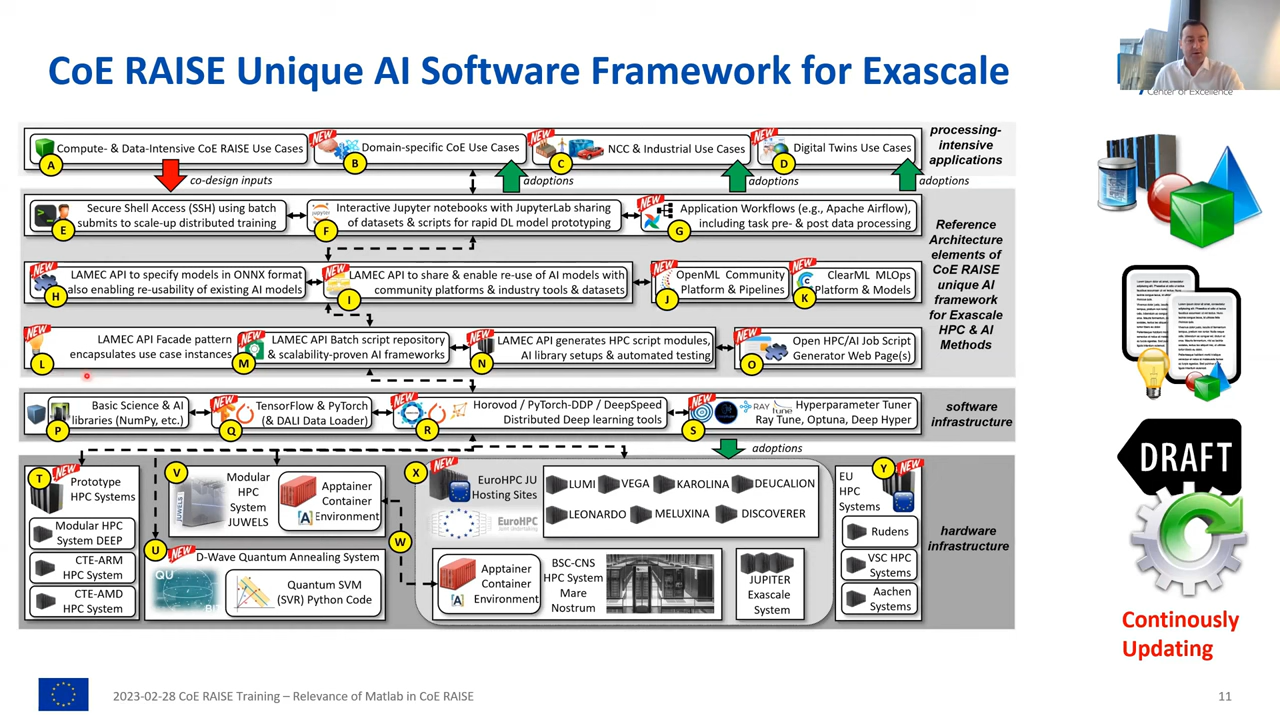 CoE RAISE Unique AI Software Framework for Exascale
Center of Excellence
NEW
NEW
NEW
Compute- & Data-Intensive CoE RAISE Use Cases
Domain-specific CoE Use Cases
NCC & Industrial Use Cases
Digital Twins Use Cases
A
B
C
D
processing-
intensive
applications
co-design inputs
adoptions
adoptions
adoptions
NEW
NEW
Secure Shell Access (SSH) using batch
submits to scale-up distributed training
E
jupyter
Interactive Jupyter notebooks with JupyterLab sharing
of datasets & scripts for rapid DL model prototyping
F
Application Workflows (e.g., Apache Airflow),
including task pre- & post data processing
G
Reference
Architecture
elements of
CoE RAISE
unique AI
framework
for Exascale
HPC & AI
Methods
NEW
NEW
NEW
NEW
LAMEC API to specify models in ONNX format
also enabling re-usability of existing AI models
H
LAMEC API to share & enable re-use of AI models with
community platforms & industry tools & datasets
I
OpenML Community
Platform & Pipelines
J
ClearML MLOps
Platform & Models
K
NEW
NEW
NEW
NEW
LAMEC API Facade pattern
encapsulates use case instances
L
LAMEC API Batch script repository
& scalability-proven AI frameworks
M
LAMEC API generates HPC script modules,
AI library setups & automated testing
N
Open HPC/AI Job Script
Generator Web Page(s)
O
NEW
NEW
NEW
Basic Science & AI
libraries (NumPy, etc.)
P
TensorFlow & PyTorch
(& DALI Data Loader)
Q
Horovod / PyTorch-DDP / DeepSpeed
Distributed Deep learning tools
R
RAY
tune
Hyperparameter Tuner
Ray Tune, Optuna, Deep Hyper
S
software
infrastructure
adoptions
T
NEW
Prototype
HPC Systems
Modular HPC
System DEEP
CTE-ARM
HPC System
CTE-AMD
HPC System
V
JUWELS
Modular
HPC
System
JUWELS
Apptainer
Container
Environment
U
NEW
D-Wave Quantum Annealing System
QU
Quantum SVM
(SVR) Python Code
W
X
NEW
EuroHPC JU
Hosting Sites
EuroHPC
LUMI
VEGA
KAROLINA
DEUCALION
LEONARDO
MELUXINA
DISCOVERER
Apptainer
Container
Environment
BSC-CNS
HPC System
Mare
Nostrum
JUPITER
Exascale
System
Y
NEW
EU
HPC
Systems
Rudens
VSC HPC
Systems
Aachen
Systems
hardware
infrastructure
DRAFT
Continously
Updating
2023-02-28 CoE RAISE Training – Relevance of Matlab in CoE RAISE
11